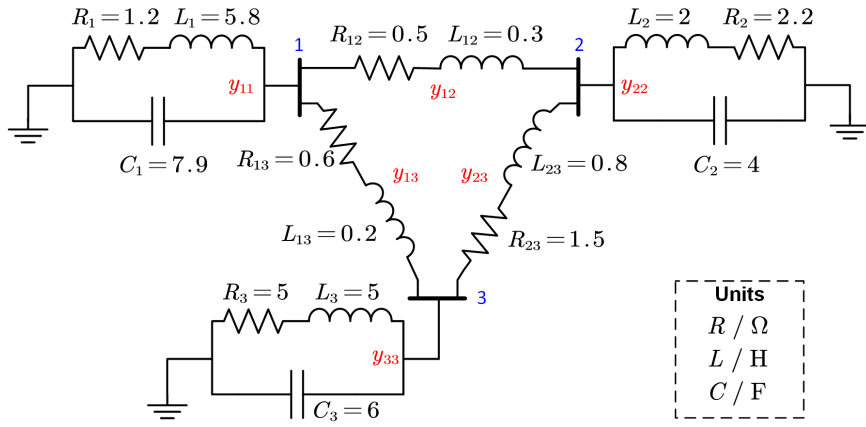 R₁=1.2
L₁=5.8
1
R₁₂=0.5
L₁₂=0.3
2
L₂=2
R₂=2.2
y₁₁
y₁₂
y₂₂
C₁=7.9
R₁₃=0.6
y₁₃
y₂₃
L₂₃=0.8
C₂=4
L₁₃=0.2
R₂₃=1.5
R₃=5
L₃=5
3
y₃₃
C₃=6
Units
R / Ω
L / H
C / F